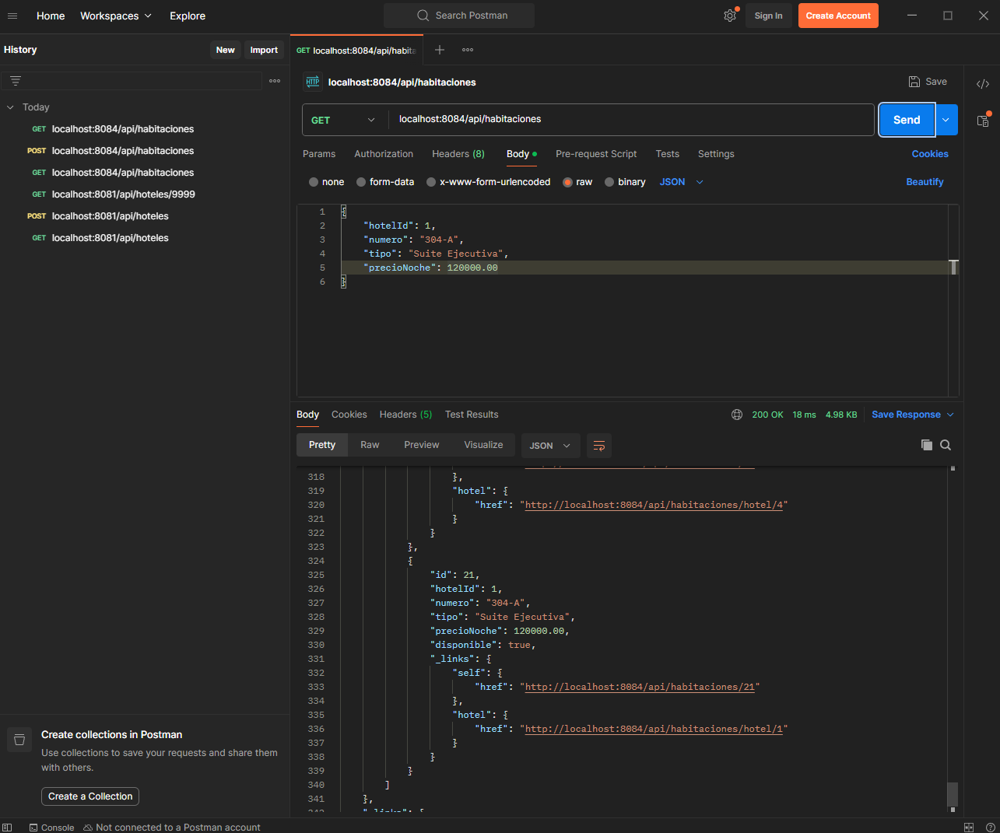 Home Workspaces Explore Search Postman Sign In Create Account
History New Import
Today
GET localhost:8084/api/habitaciones
POST localhost:8084/api/habitaciones
GET localhost:8084/api/habitaciones
GET localhost:8081/api/hoteles/9999
POST localhost:8081/api/hoteles
GET localhost:8081/api/hoteles
Create collections in Postman
Use collections to save your requests and share them
with others.
Create a Collection
GET localhost:8084/api/habita
HTTP localhost:8084/api/habitaciones Save
GET localhost:8084/api/habitaciones Send
Params Authorization Headers (8) Body Pre-request Script Tests Settings Cookies
none form-data x-www-form-urlencoded raw binary JSON Beautify
1 {
2 "hotelId": 1,
3 "numero": "304-A",
4 "tipo": "Suite Ejecutiva",
5 "precioNoche": 120000.00
6 }
Body Cookies Headers (5) Test Results 200 OK 18 ms 4.98 KB Save Response
Pretty Raw Preview Visualize JSON
318 },
319 "hotel": {
320 "href": "http://localhost:8084/api/habitaciones/hotel/4"
321 }
322 }
323 },
324 {
325 "id": 21,
326 "hotelId": 1,
327 "numero": "304-A",
328 "tipo": "Suite Ejecutiva",
329 "precioNoche": 120000.00,
330 "disponible": true,
331 "_links": {
332 "self": {
333 "href": "http://localhost:8084/api/habitaciones/21"
334 },
335 "hotel": {
336 "href": "http://localhost:8084/api/habitaciones/hotel/1"
337 }
338 }
339 }
340 ]
341 },
342 "_links": {
Console Not connected to a Postman account